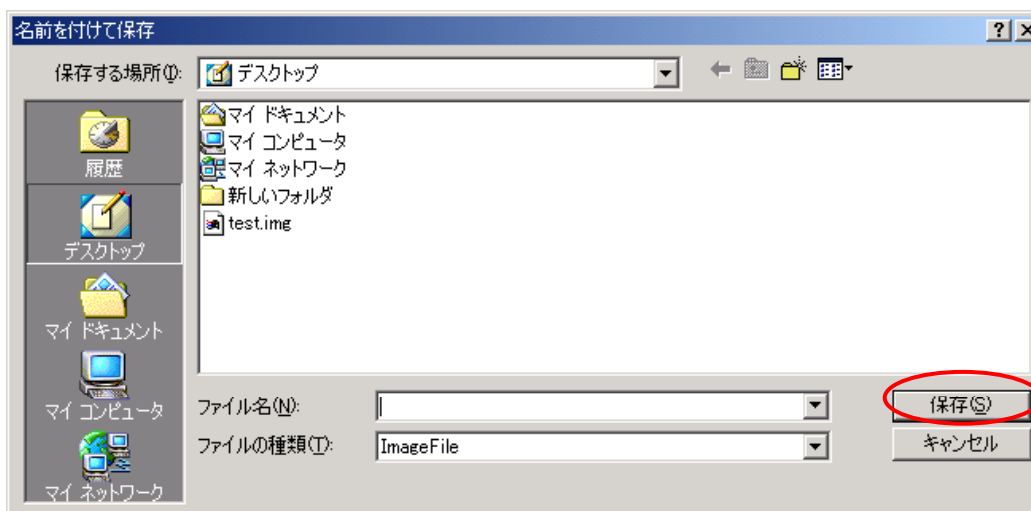 名前を付けて保存
保存する場所(I):
デスクトップ
履歴
デスクトップ
マイ ドキュメント
マイ コンピュータ
マイ ネットワーク
マイ ドキュメント
マイ コンピュータ
マイ ネットワーク
新しいフォルダ
test.img
ファイル名(N):
保存(S)
ファイルの種類(T):
ImageFile
キャンセル